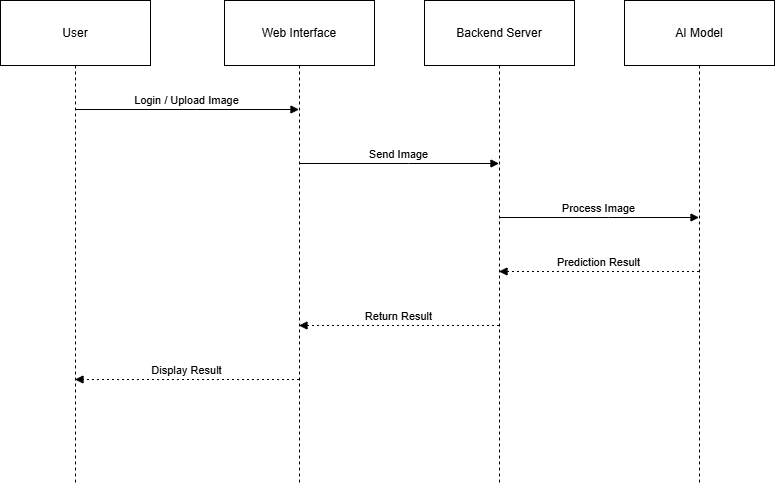 User
Web Interface
Backend Server
AI Model
Login / Upload Image
Send Image
Process Image
Prediction Result
Return Result
Display Result